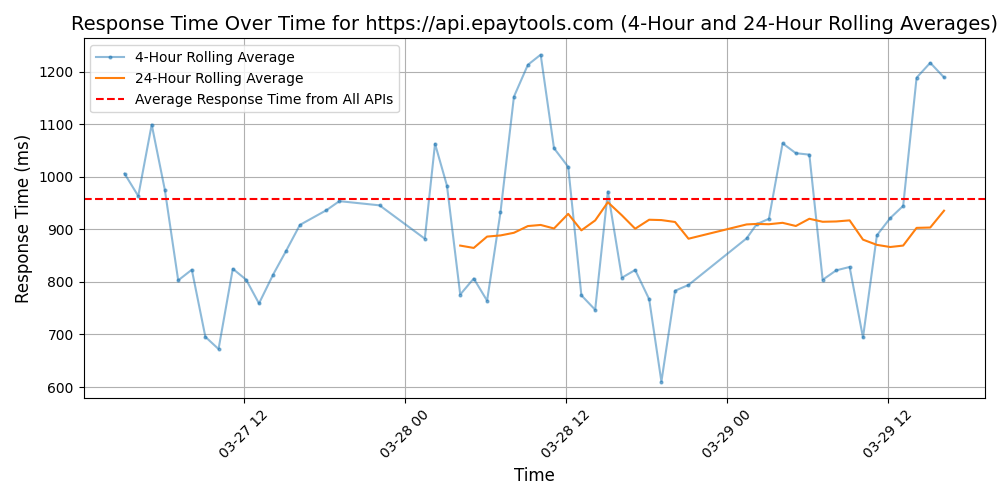 Response Time Over Time for https://api.epaytools.com (4-Hour and 24-Hour Rolling Averages)
4-Hour Rolling Average
24-Hour Rolling Average
Average Response Time from All APIs
Response Time (ms)
1200
1100
1000
900
800
700
600
03-27 12
03-28 00
03-28 12
03-29 00
03-29 12
Time